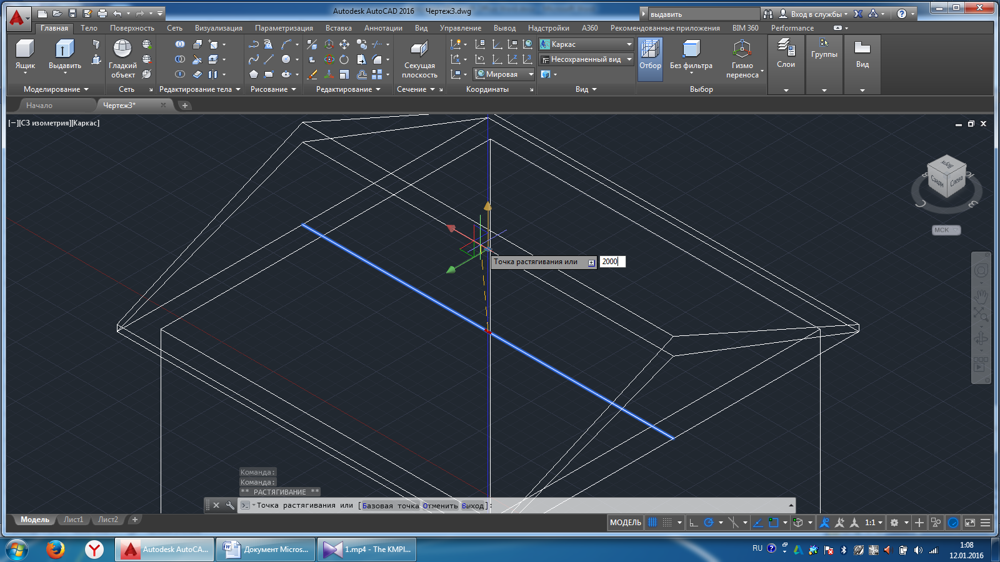 Autodesk AutoCAD 2016 Чертеж3.dwg
выдавить
Вход в службы
Главная Тело Поверхность Сеть Визуализация Параметризация Вставка Аннотации Вид Управление Вывод Надстройки A360 Рекомендованные приложения BIM 360 Performance
Ящик
Выдавить
Гладкий объект
Секущая плоскость
Мировая
Каркас
Несохраненный вид
Отбор
Без фильтра
Гизмо переноса
Слои
Группы
Вид
Моделирование Сеть Редактирование тела Рисование Редактирование Сечение Координаты Вид Выбор
Начало Чертеж3*
[−][СЗ изометрия][Каркас]
Верх
Сзади Слева
С З
МСК
Точка растягивания или 2000
Команда:
Команда:
** РАСТЯГИВАНИЕ **
Точка растягивания или [Базовая точка Отменить Выход]:
Модель Лист1 Лист2
МОДЕЛЬ 1:1
Autodesk AutoCA... Документ Micros... 1.mp4 - The KMPl...
RU
1:08
12.01.2016